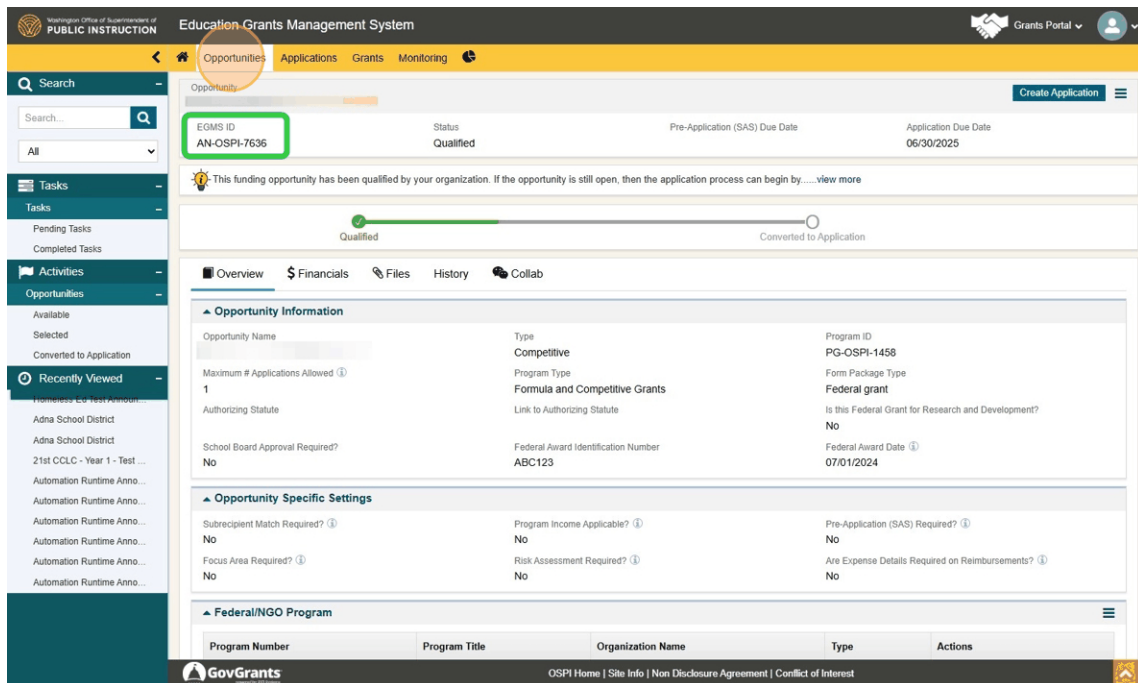 Washington Office of Superintendent of
PUBLIC INSTRUCTION
Education Grants Management System
Grants Portal
Opportunities Applications Grants Monitoring
Search
Search...
All
Tasks
Tasks
Pending Tasks
Completed Tasks
Activities
Opportunities
Available
Selected
Converted to Application
Recently Viewed
Homeless Ed Test Announ...
Adna School District
Adna School District
21st CCLC - Year 1 - Test ...
Automation Runtime Anno...
Automation Runtime Anno...
Automation Runtime Anno...
Automation Runtime Anno...
Automation Runtime Anno...
Automation Runtime Anno...
Opportunity
Create Application
EGMS ID Status Pre-Application (SAS) Due Date Application Due Date
AN-OSPI-7636 Qualified 06/30/2025
This funding opportunity has been qualified by your organization. If the opportunity is still open, then the application process can begin by......view more
Qualified Converted to Application
Overview $ Financials Files History Collab
Opportunity Information
Opportunity Name Type Program ID
Competitive PG-OSPI-1458
Maximum # Applications Allowed Program Type Form Package Type
1 Formula and Competitive Grants Federal grant
Authorizing Statute Link to Authorizing Statute Is this Federal Grant for Research and Development?
No
School Board Approval Required? Federal Award Identification Number Federal Award Date
No ABC123 07/01/2024
Opportunity Specific Settings
Subrecipient Match Required? Program Income Applicable? Pre-Application (SAS) Required?
No No No
Focus Area Required? Risk Assessment Required? Are Expense Details Required on Reimbursements?
No No No
Federal/NGO Program
Program Number Program Title Organization Name Type Actions
GovGrants
OSPI Home | Site Info | Non Disclosure Agreement | Conflict of Interest